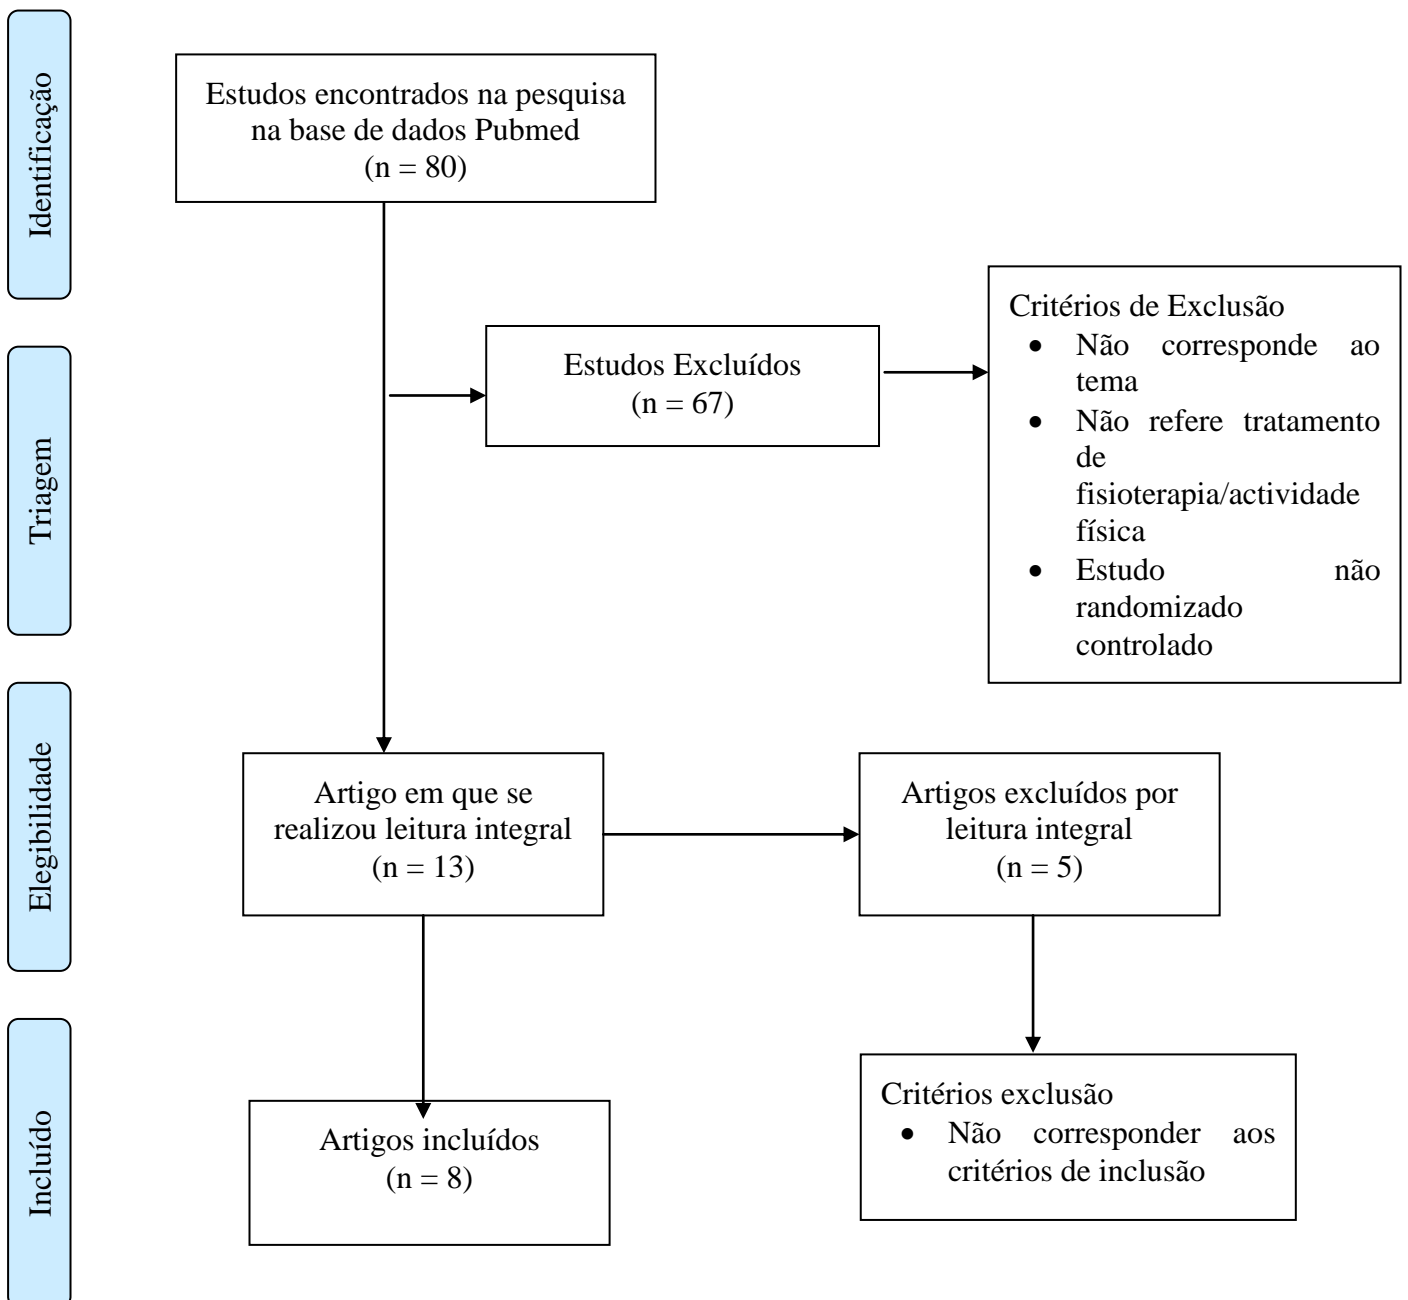 Identificação
Estudos encontrados na pesquisa
na base de dados Pubmed
(n = 80)
Triagem
Estudos Excluídos
(n = 67)
Critérios de Exclusão
• Não corresponde ao
tema
• Não refere tratamento
de
fisioterapia/actividade
física
• Estudo não
randomizado
controlado
Elegibilidade
Artigo em que se
realizou leitura integral
(n = 13)
Artigos excluídos por
leitura integral
(n = 5)
Incluído
Artigos incluídos
(n = 8)
Critérios exclusão
• Não corresponder aos
critérios de inclusão